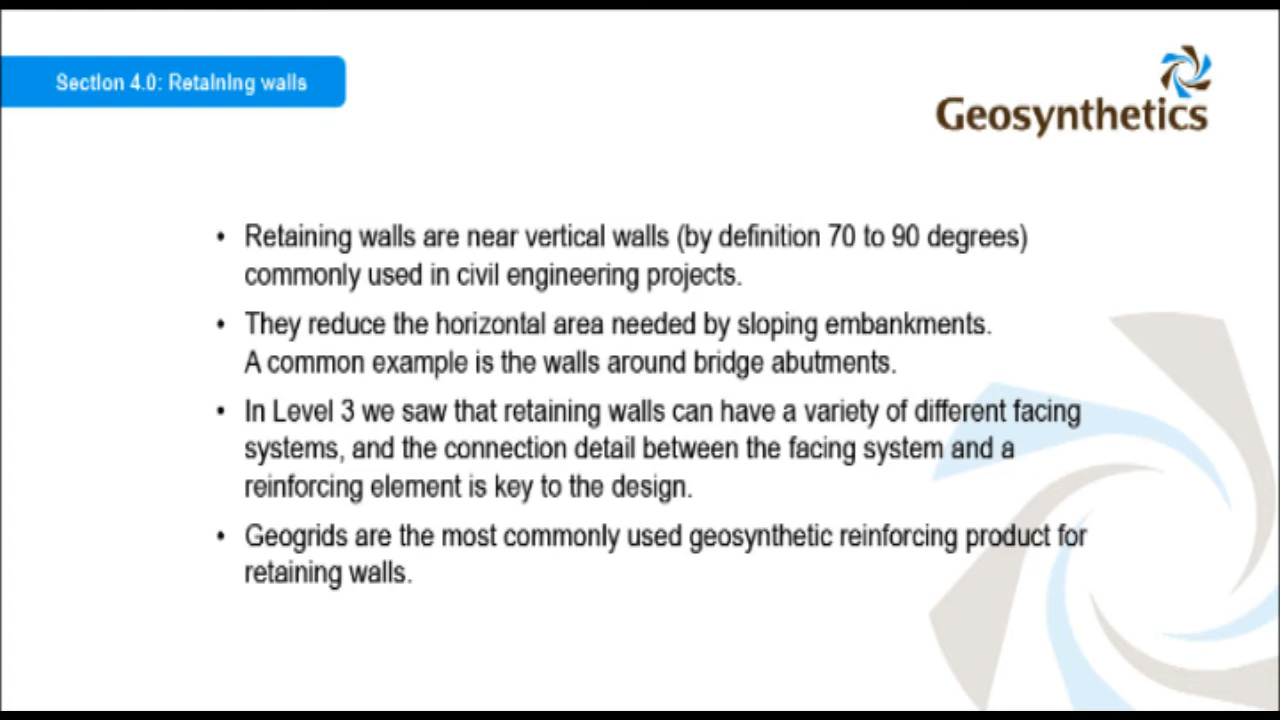 Section 4.0: Retaining walls
Geosynthetics
• Retaining walls are near vertical walls (by definition 70 to 90 degrees)
commonly used in civil engineering projects.
• They reduce the horizontal area needed by sloping embankments.
A common example is the walls around bridge abutments.
• In Level 3 we saw that retaining walls can have a variety of different facing
systems, and the connection detail between the facing system and a
reinforcing element is key to the design.
• Geogrids are the most commonly used geosynthetic reinforcing product for
retaining walls.